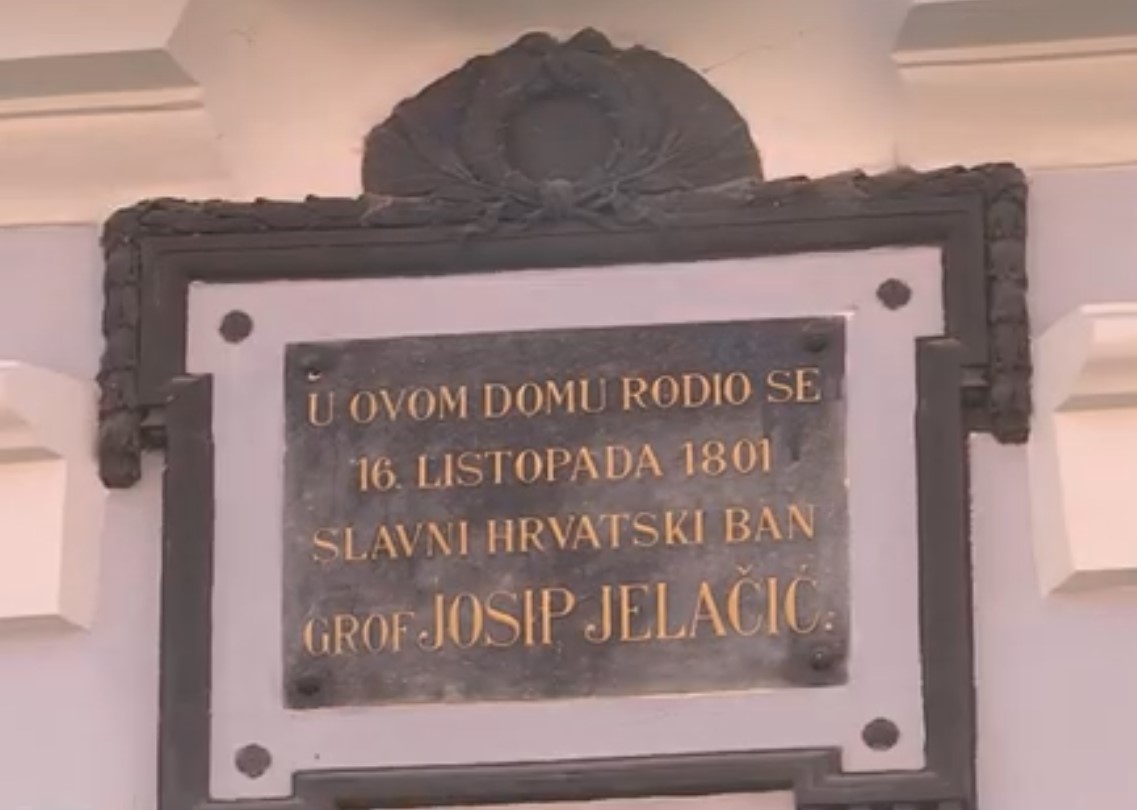 U OVOM DOMU RODIO SE
16. LISTOPADA 1801
SLAVNI HRVATSKI BAN
GROF JOSIP JELAČIĆ.